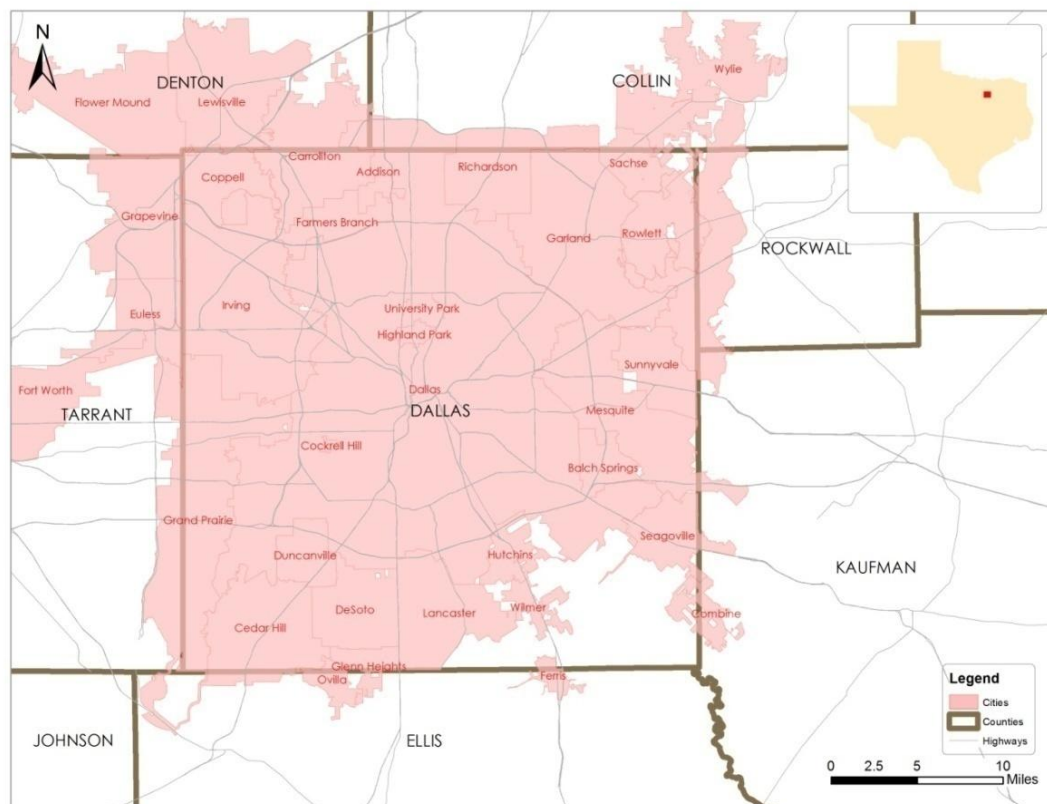 N
DENTON
COLLIN
Wylie
Flower Mound
Lewisville
Carrollton
Addison
Richardson
Sachse
Coppell
Grapevine
Farmers Branch
Garland
Rowlett
ROCKWALL
Irving
University Park
Euless
Highland Park
Sunnyvale
Fort Worth
Dallas
TARRANT
DALLAS
Mesquite
Cockrell Hill
Balch Springs
Grand Prairie
Seagoville
Duncanville
Hutchins
KAUFMAN
DeSoto
Lancaster
Wilmer
Combine
Cedar Hill
Glenn Heights
Ovilla
Ferris
JOHNSON
ELLIS
Legend
Cities
Counties
Highways
0 2.5 5 10
Miles